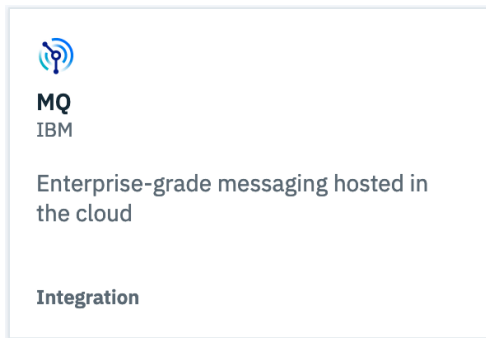 MQ
IBM
Enterprise-grade messaging hosted in
the cloud
Integration